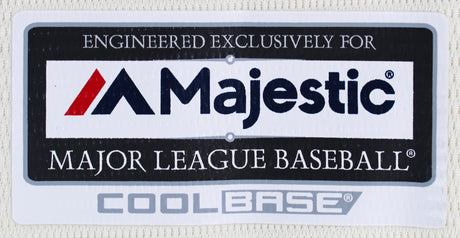 ENGINEERED EXCLUSIVELY FOR
Majestic®
MAJOR LEAGUE BASEBALL®
COOLBASE®